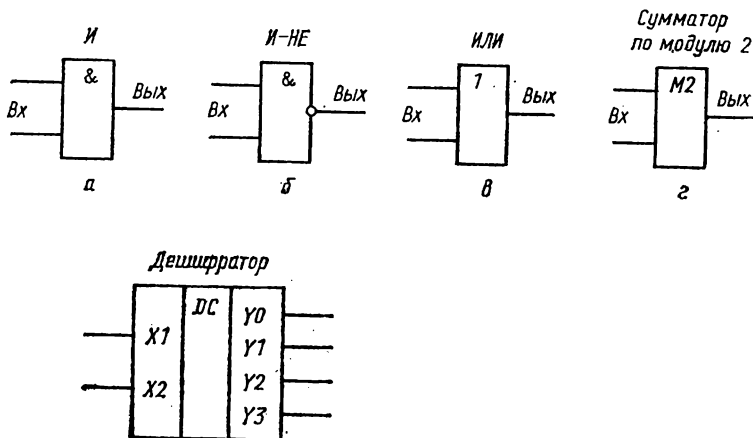 И
И-НЕ
ИЛИ
Сумматор
по модулю 2
&
Вх
Вых
а
&
Вх
Вых
б
1
Вх
Вых
в
М2
Вх
Вых
г
Дешифратор
DC
X1
X2
Y0
Y1
Y2
Y3